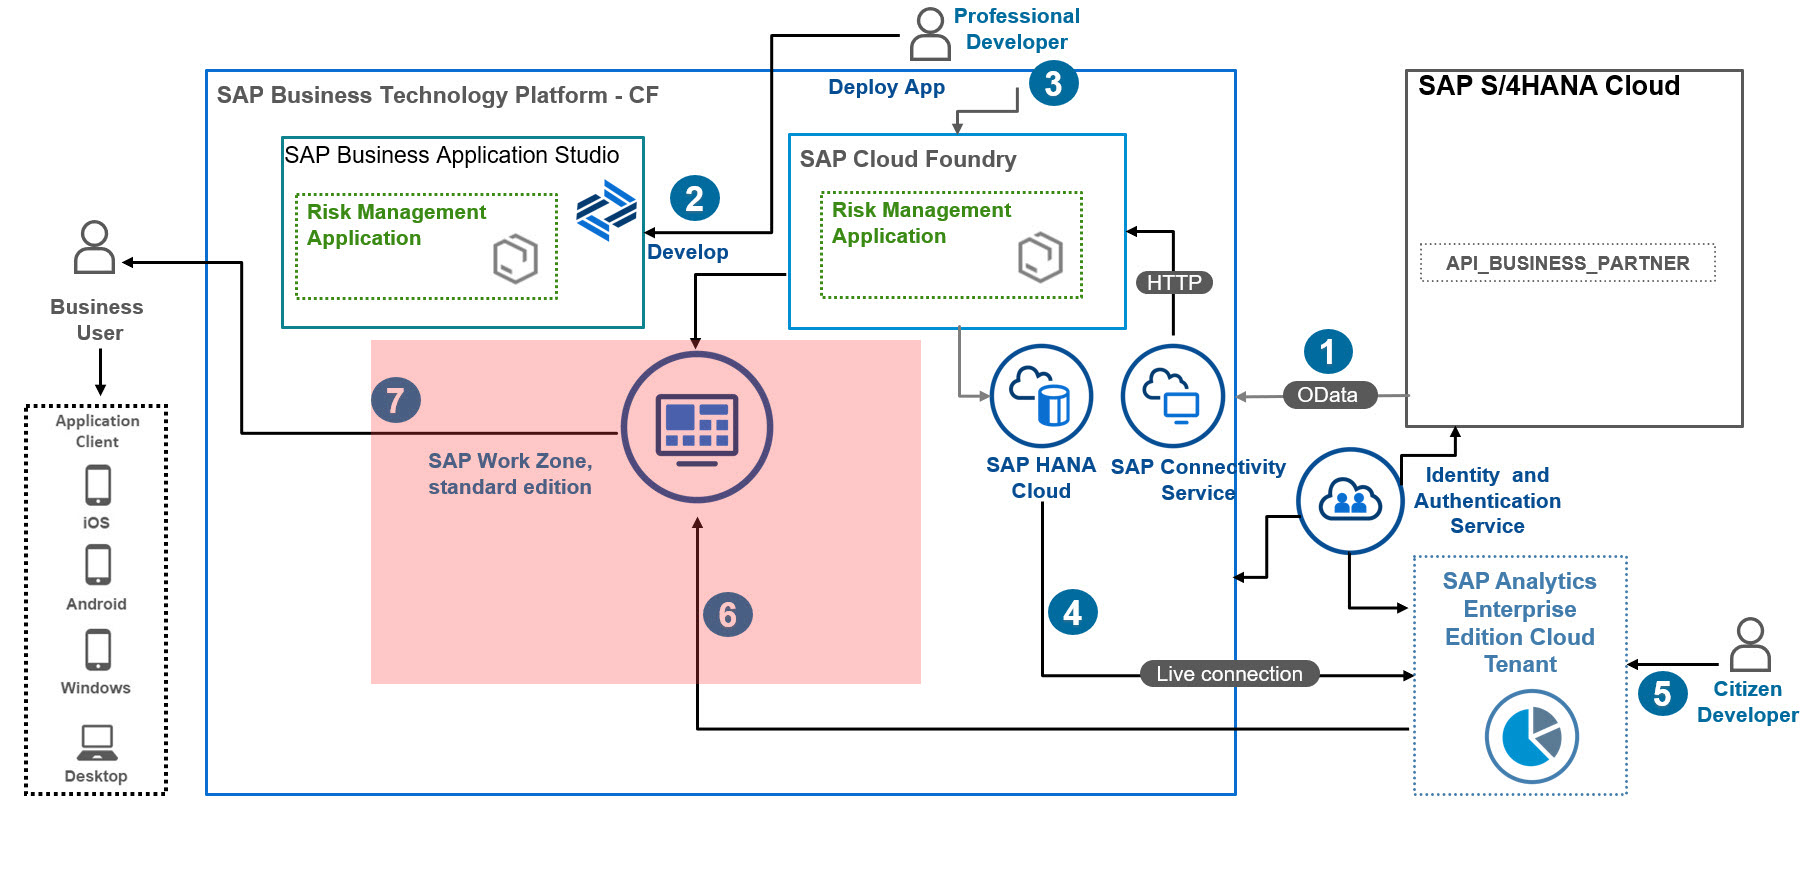 Professional
Developer
SAP Business Technology Platform - CF
Deploy App
3
SAP S/4HANA Cloud
SAP Business Application Studio
Risk Management
Application
2
Develop
SAP Cloud Foundry
Risk Management
Application
HTTP
API_BUSINESS_PARTNER
Business
User
1
OData
7
SAP Work Zone,
standard edition
SAP HANA
Cloud
SAP Connectivity
Service
Identity and
Authentication
Service
Application
Client
iOS
Android
Windows
Desktop
6
4
Live connection
SAP Analytics
Enterprise
Edition Cloud
Tenant
5
Citizen
Developer